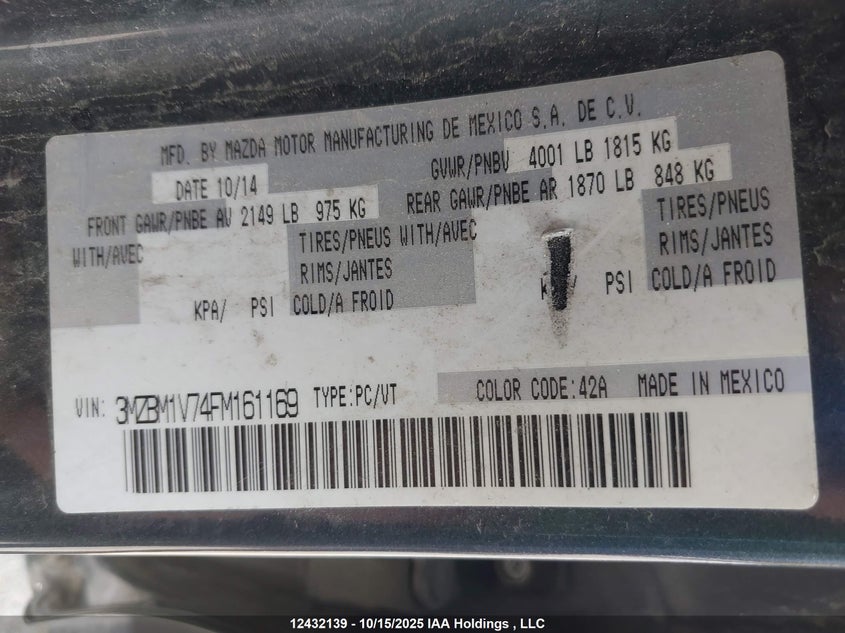 MFD. BY MAZDA MOTOR MANUFACTURING DE MEXICO S.A. DE C.V.
DATE 10/14
GVWR/PNBV 4001 LB 1815 KG
FRONT GAWR/PNBE AV 2149 LB 975 KG
REAR GAWR/PNBE AR 1870 LB 848 KG
WITH/AVEC
TIRES/PNEUS
RIMS/JANTES
KPA/ PSI COLD/A FROID
WITH/AVEC
TIRES/PNEUS
RIMS/JANTES
PSI COLD/A FROID
VIN: 3MZBM1V74FM161169 TYPE:PC/VT
COLOR CODE:42A MADE IN MEXICO
12432139 - 10/15/2025 IAA Holdings , LLC